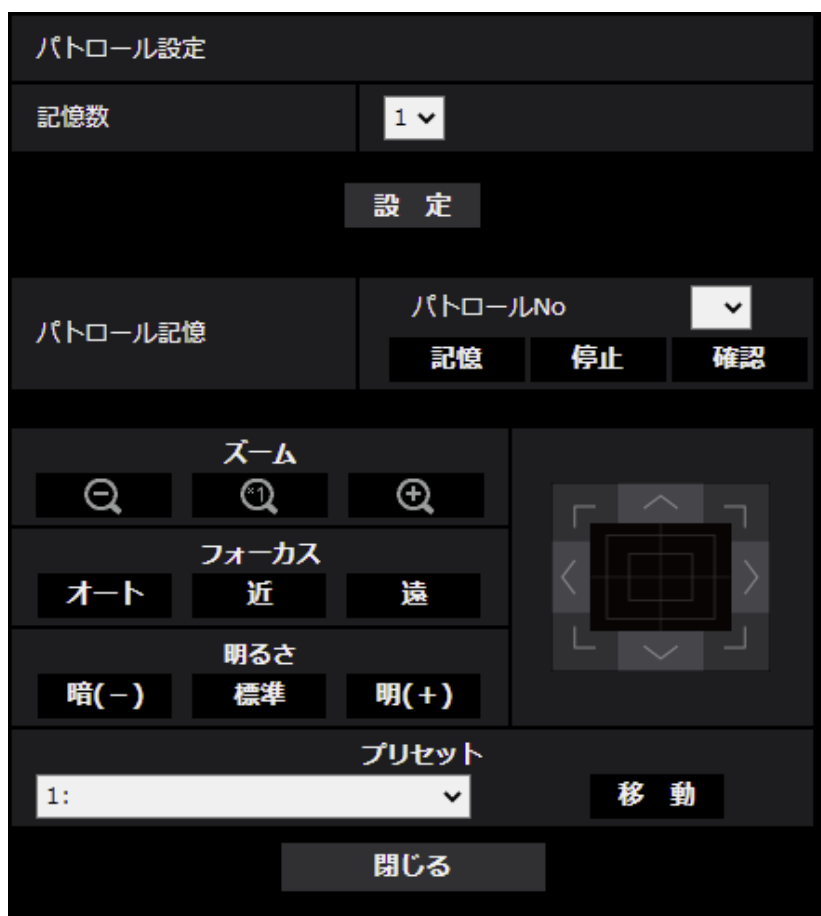 パトロール設定
記憶数 1
設 定
パトロールNo
パトロール記憶
記憶 停止 確認
ズーム
×1
フォーカス
オート 近 遠
明るさ
暗(−) 標準 明(+)
プリセット
1: 移 動
閉じる